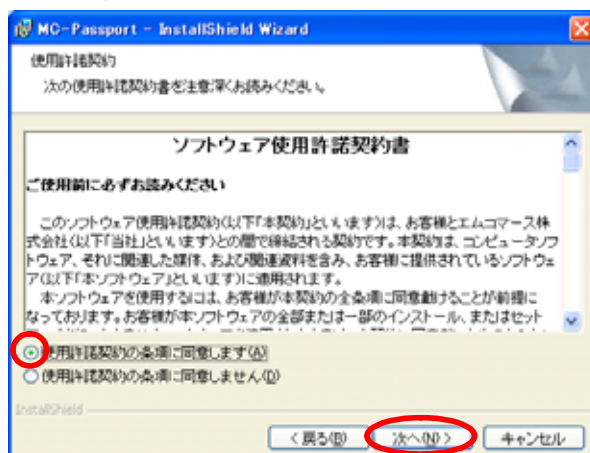 MC-Passport - InstallShield Wizard
使用許諾契約
次の使用許諾契約書を注意深くお読みください。
ソフトウェア使用許諾契約書
ご使用前に必ずお読みください
このソフトウェア使用許諾契約(以下「本契約」といいます)は、お客様とエムコマース株
式会社(以下「当社」といいます)との間で締結される契約です。本契約は、コンピュータソフ
トウェア、それに関連した媒体、および関連資料を含み、お客様に提供されているソフトウェ
ア(以下「本ソフトウェア」といいます)に適用されます。
本ソフトウェアを使用するには、お客様が本契約の全条項に同意頂けることが前提に
なっております。お客様が本ソフトウェアの全部または一部のインストール、またはセット
使用許諾契約の条項に同意します(A)
使用許諾契約の条項に同意しません(D)
InstallShield
< 戻る(B)
次へ(N) >
キャンセル